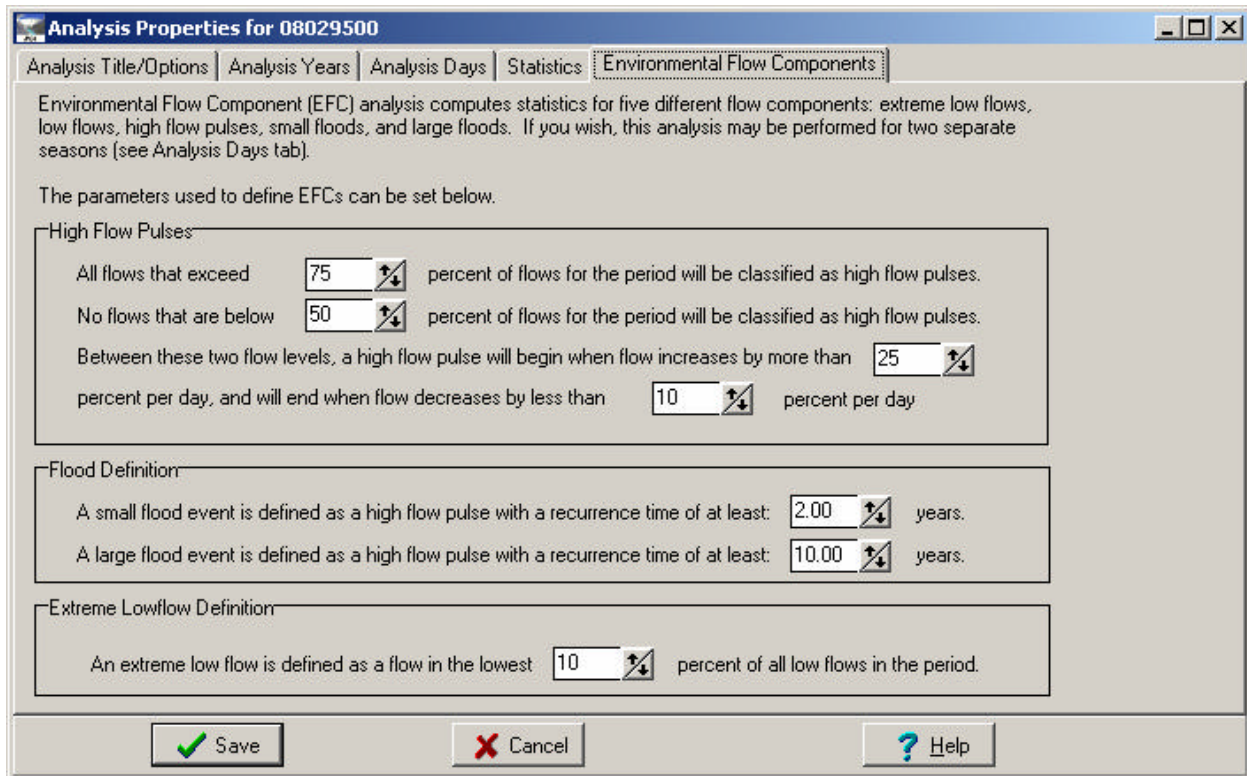 Analysis Properties for 08029500
Analysis Title/Options Analysis Years Analysis Days Statistics Environmental Flow Components
Environmental Flow Component (EFC) analysis computes statistics for five different flow components: extreme low flows,
low flows, high flow pulses, small floods, and large floods. If you wish, this analysis may be performed for two separate
seasons (see Analysis Days tab).
The parameters used to define EFCs can be set below.
High Flow Pulses
All flows that exceed 75 percent of flows for the period will be classified as high flow pulses.
No flows that are below 50 percent of flows for the period will be classified as high flow pulses.
Between these two flow levels, a high flow pulse will begin when flow increases by more than 25
percent per day, and will end when flow decreases by less than 10 percent per day
Flood Definition
A small flood event is defined as a high flow pulse with a recurrence time of at least: 2.00 years.
A large flood event is defined as a high flow pulse with a recurrence time of at least: 10.00 years.
Extreme Lowflow Definition
An extreme low flow is defined as a flow in the lowest 10 percent of all low flows in the period.
Save Cancel Help